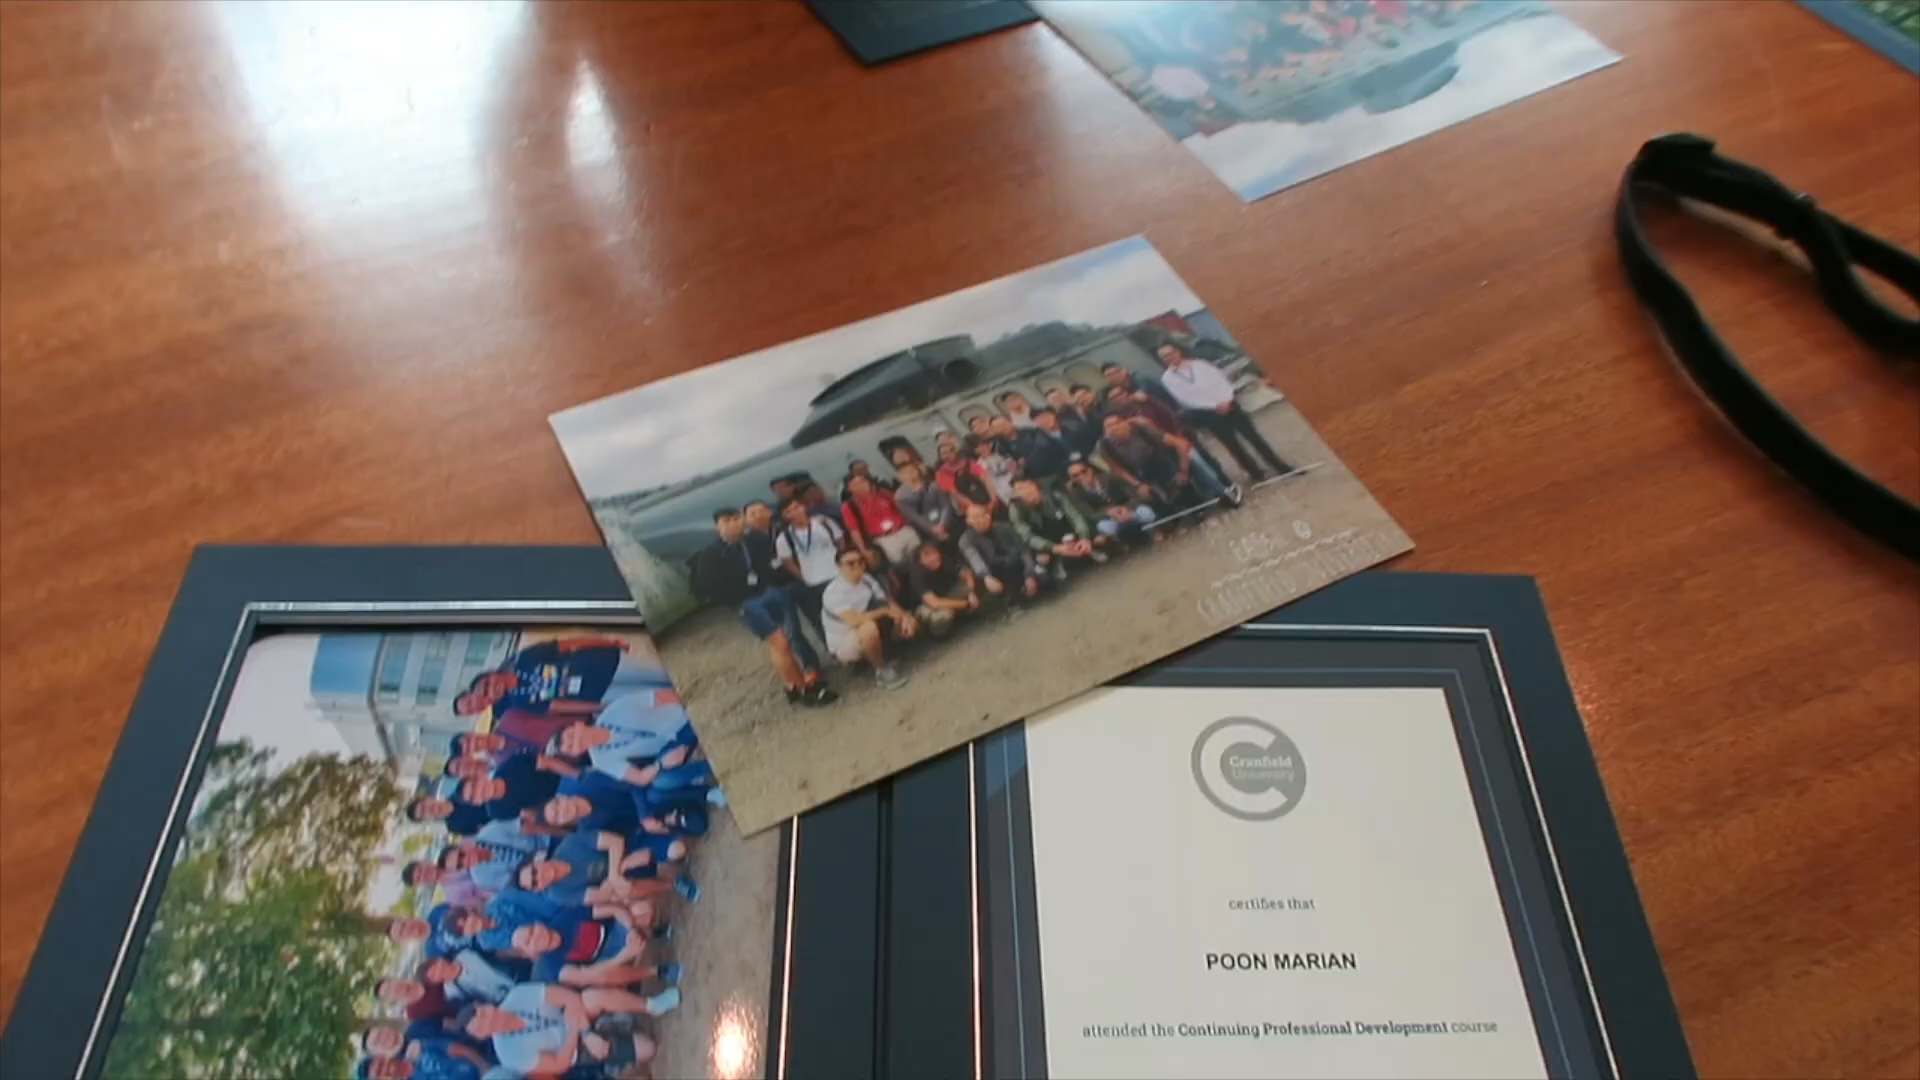 Cranfield
University
certifies that
POON MARIAN
attended the Continuing Professional Development course